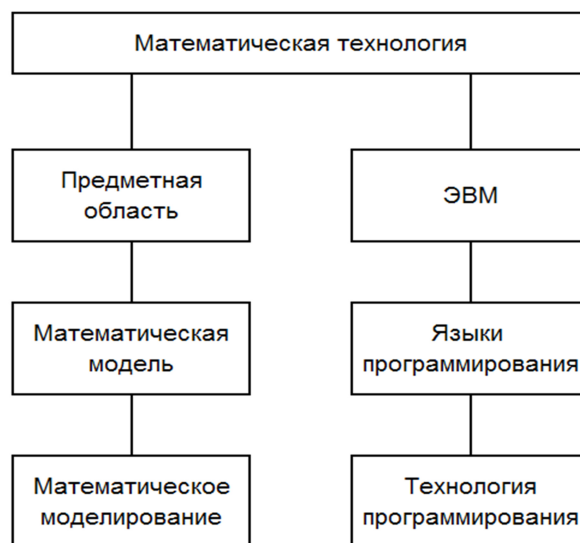 Математическая технология
Предметная
область
ЭВМ
Математическая
модель
Языки
программирования
Математическое
моделирование
Технология
программирования